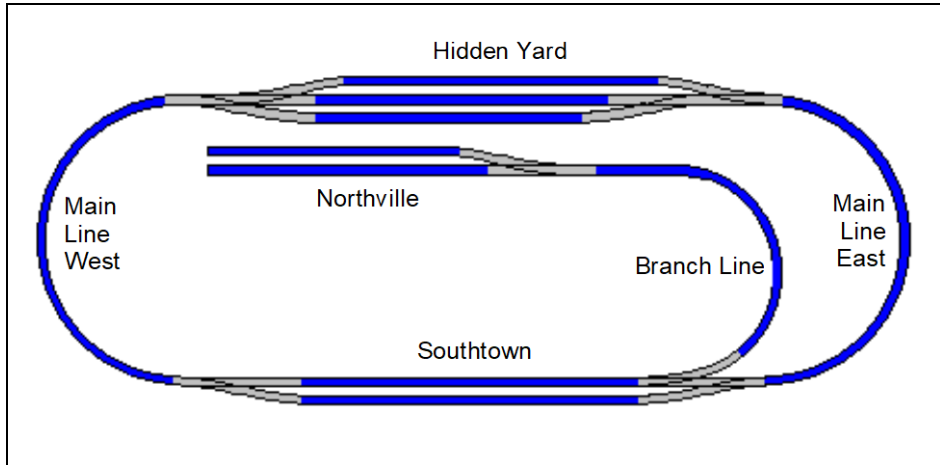 Hidden Yard
Northville
Main
Line
West
Main
Line
East
Branch Line
Southtown